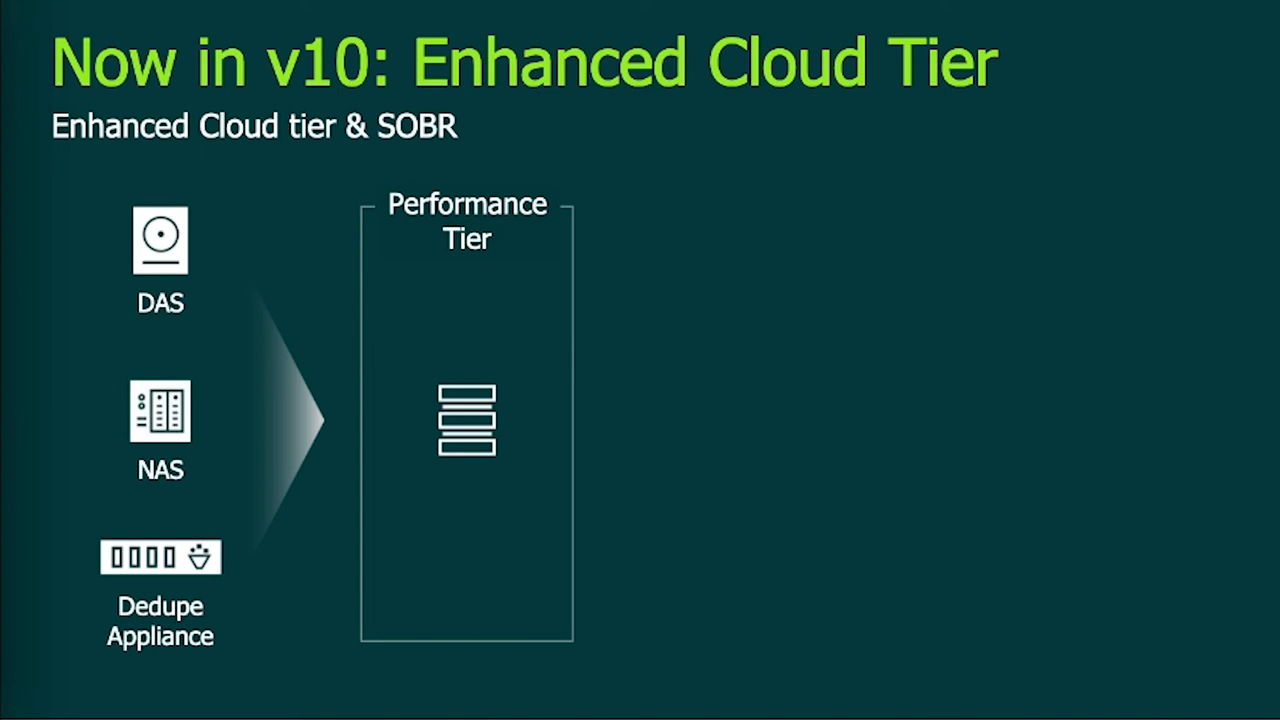 Now in v10: Enhanced Cloud Tier
Enhanced Cloud tier & SOBR
DAS
NAS
Dedupe
Appliance
Performance
Tier